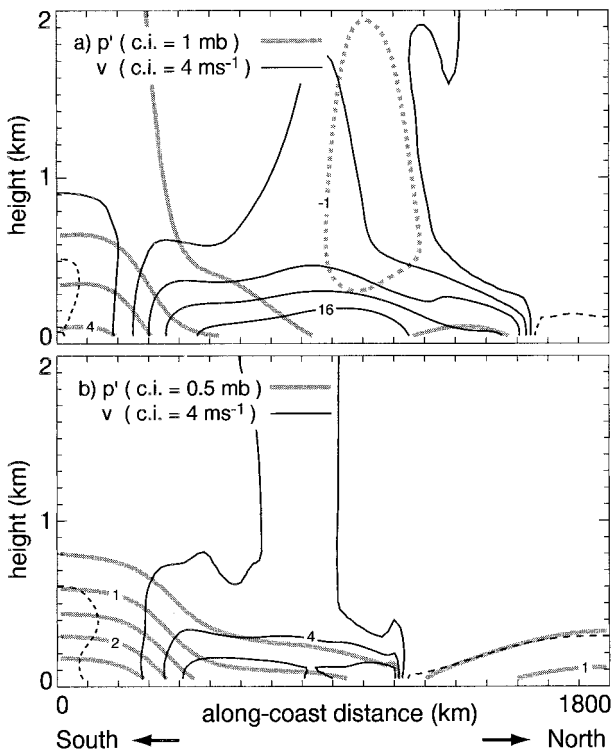 2
a) p' ( c.i. = 1 mb )
v ( c.i. = 4 ms⁻¹ )
height (km)
1
-1
4
16
0
2
b) p' ( c.i. = 0.5 mb )
v ( c.i. = 4 ms⁻¹ )
height (km)
1
1
4
2
1
0
0
along-coast distance (km)
1800
South
North